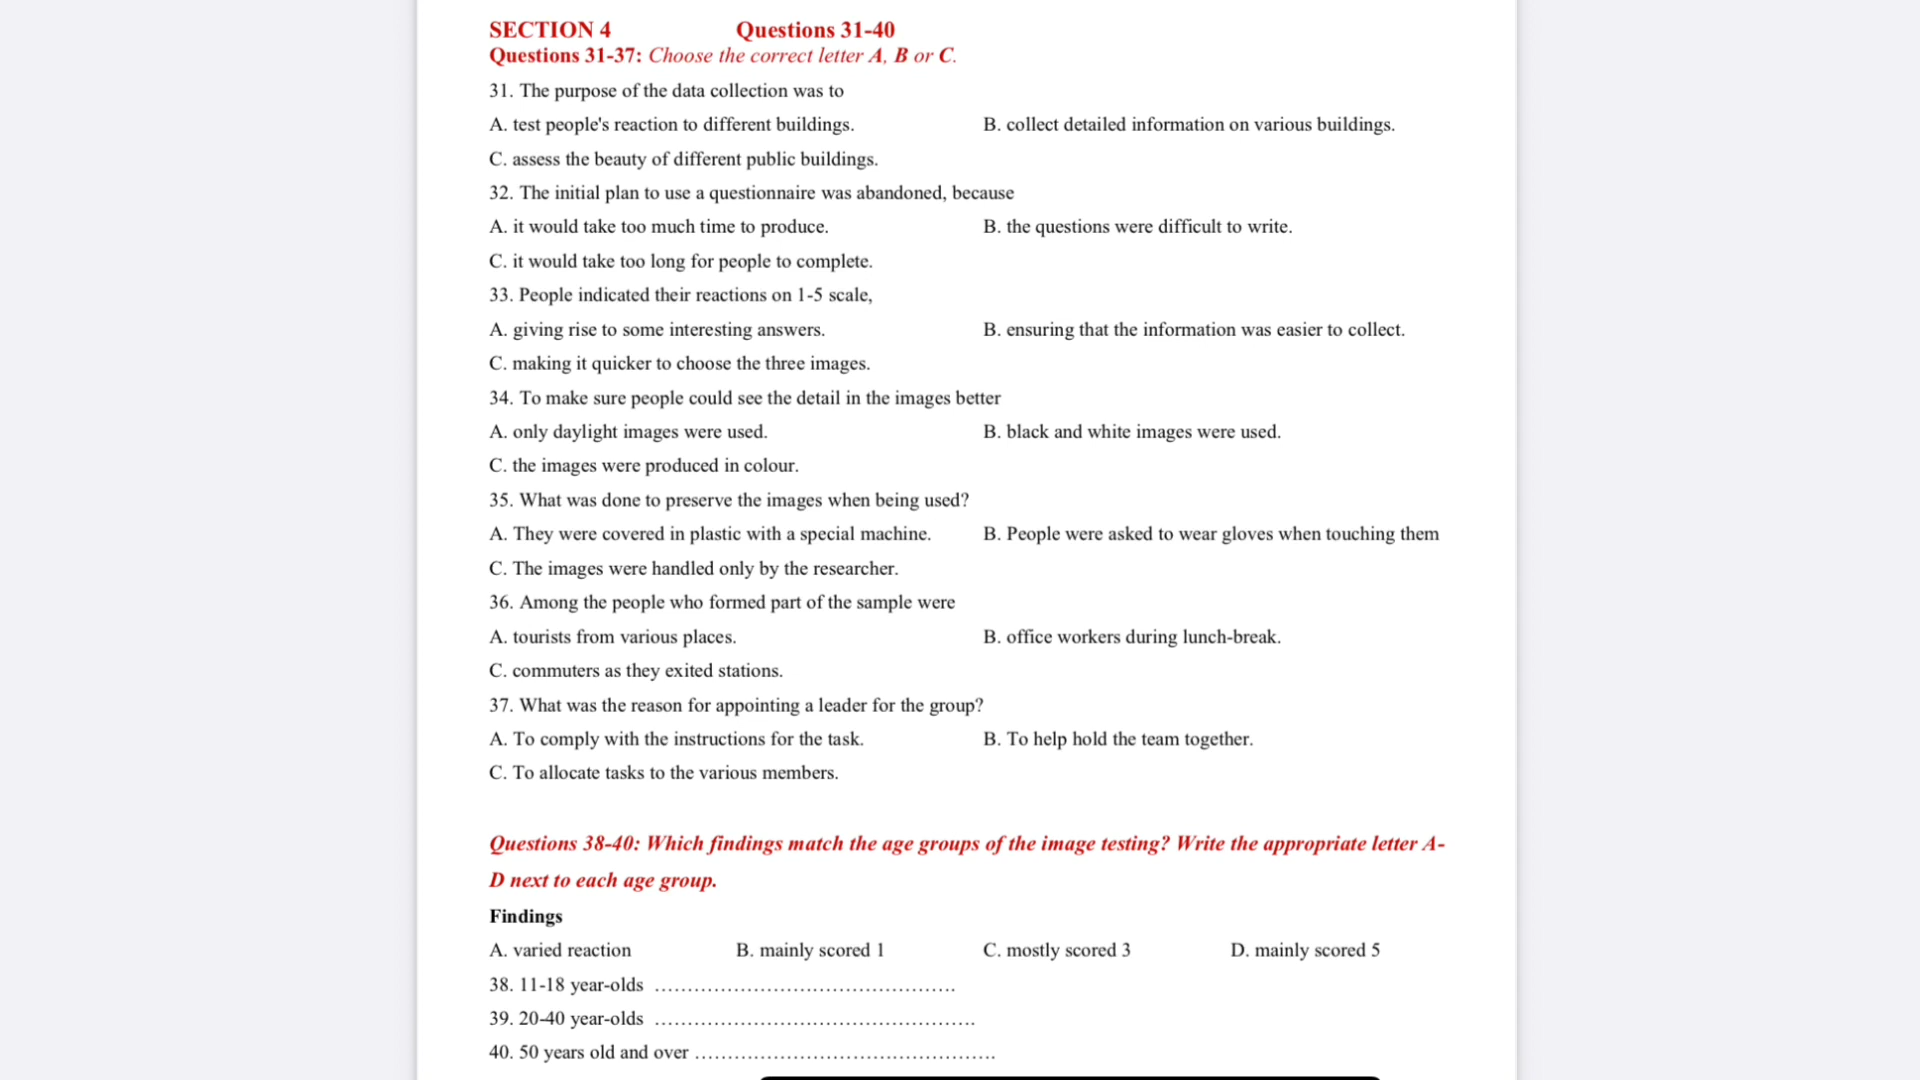 SECTION 4 Questions 31-40
Questions 31-37: Choose the correct letter A, B or C.
31. The purpose of the data collection was to
A. test people's reaction to different buildings. B. collect detailed information on various buildings.
C. assess the beauty of different public buildings.
32. The initial plan to use a questionnaire was abandoned, because
A. it would take too much time to produce. B. the questions were difficult to write.
C. it would take too long for people to complete.
33. People indicated their reactions on 1-5 scale,
A. giving rise to some interesting answers. B. ensuring that the information was easier to collect.
C. making it quicker to choose the three images.
34. To make sure people could see the detail in the images better
A. only daylight images were used. B. black and white images were used.
C. the images were produced in colour.
35. What was done to preserve the images when being used?
A. They were covered in plastic with a special machine. B. People were asked to wear gloves when touching them
C. The images were handled only by the researcher.
36. Among the people who formed part of the sample were
A. tourists from various places. B. office workers during lunch-break.
C. commuters as they exited stations.
37. What was the reason for appointing a leader for the group?
A. To comply with the instructions for the task. B. To help hold the team together.
C. To allocate tasks to the various members.
Questions 38-40: Which findings match the age groups of the image testing? Write the appropriate letter A-
D next to each age group.
Findings
A. varied reaction B. mainly scored 1 C. mostly scored 3 D. mainly scored 5
38. 11-18 year-olds ……………………………………….
39. 20-40 year-olds ………………………………………….
40. 50 years old and over ……………………………………….